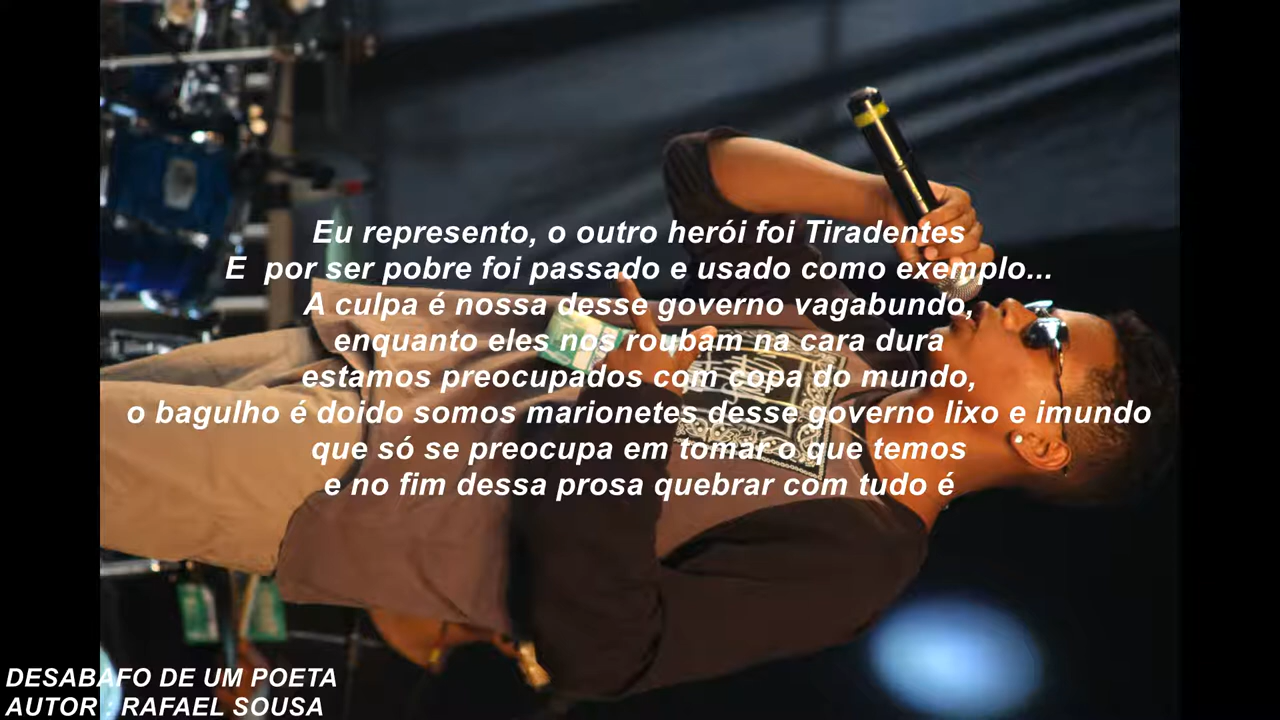 Eu represento, o outro herói foi Tiradentes
E  por ser pobre foi passado e usado como exemplo...
A culpa é nossa desse governo vagabundo,
enquanto eles nos roubam na cara dura
estamos preocupados com copa do mundo,
o bagulho é doido somos marionetes desse governo lixo e imundo
que só se preocupa em tomar o que temos
e no fim dessa prosa quebrar com tudo é
DESABAFO DE UM POETA
AUTOR : RAFAEL SOUSA